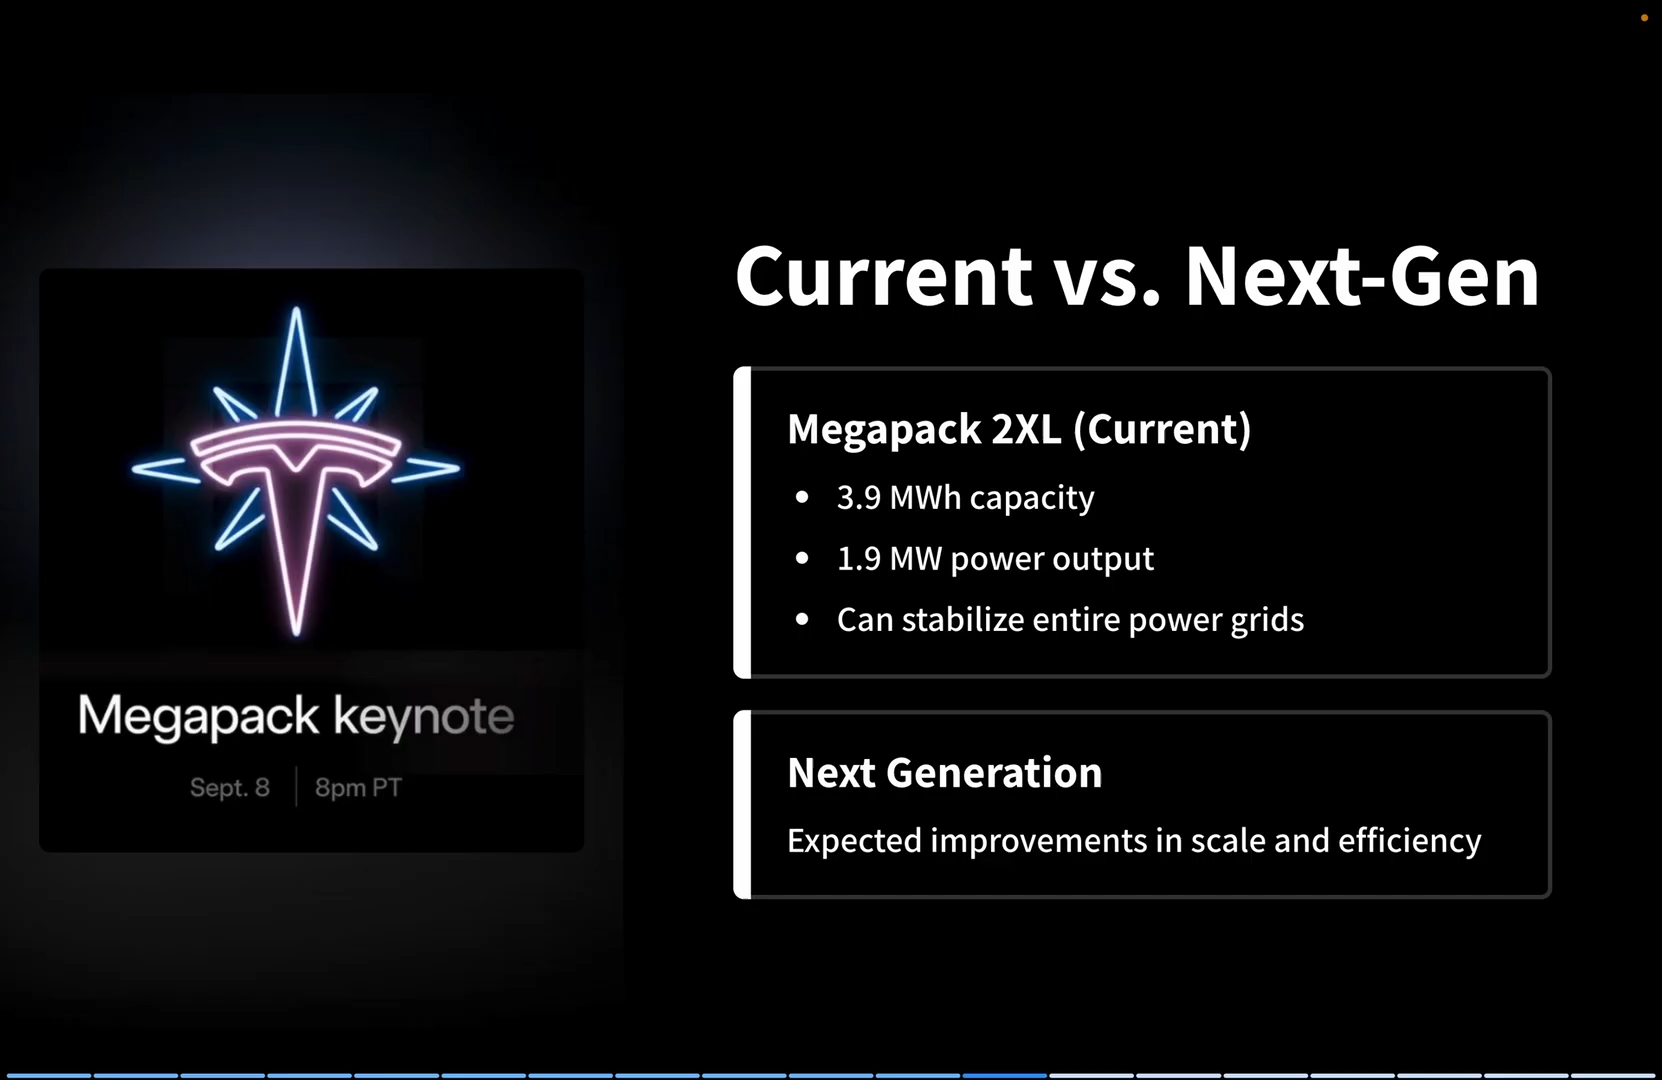 Megapack keynote
Sept. 8 | 8pm PT
Current vs. Next-Gen
Megapack 2XL (Current)
• 3.9 MWh capacity
• 1.9 MW power output
• Can stabilize entire power grids
Next Generation
Expected improvements in scale and efficiency